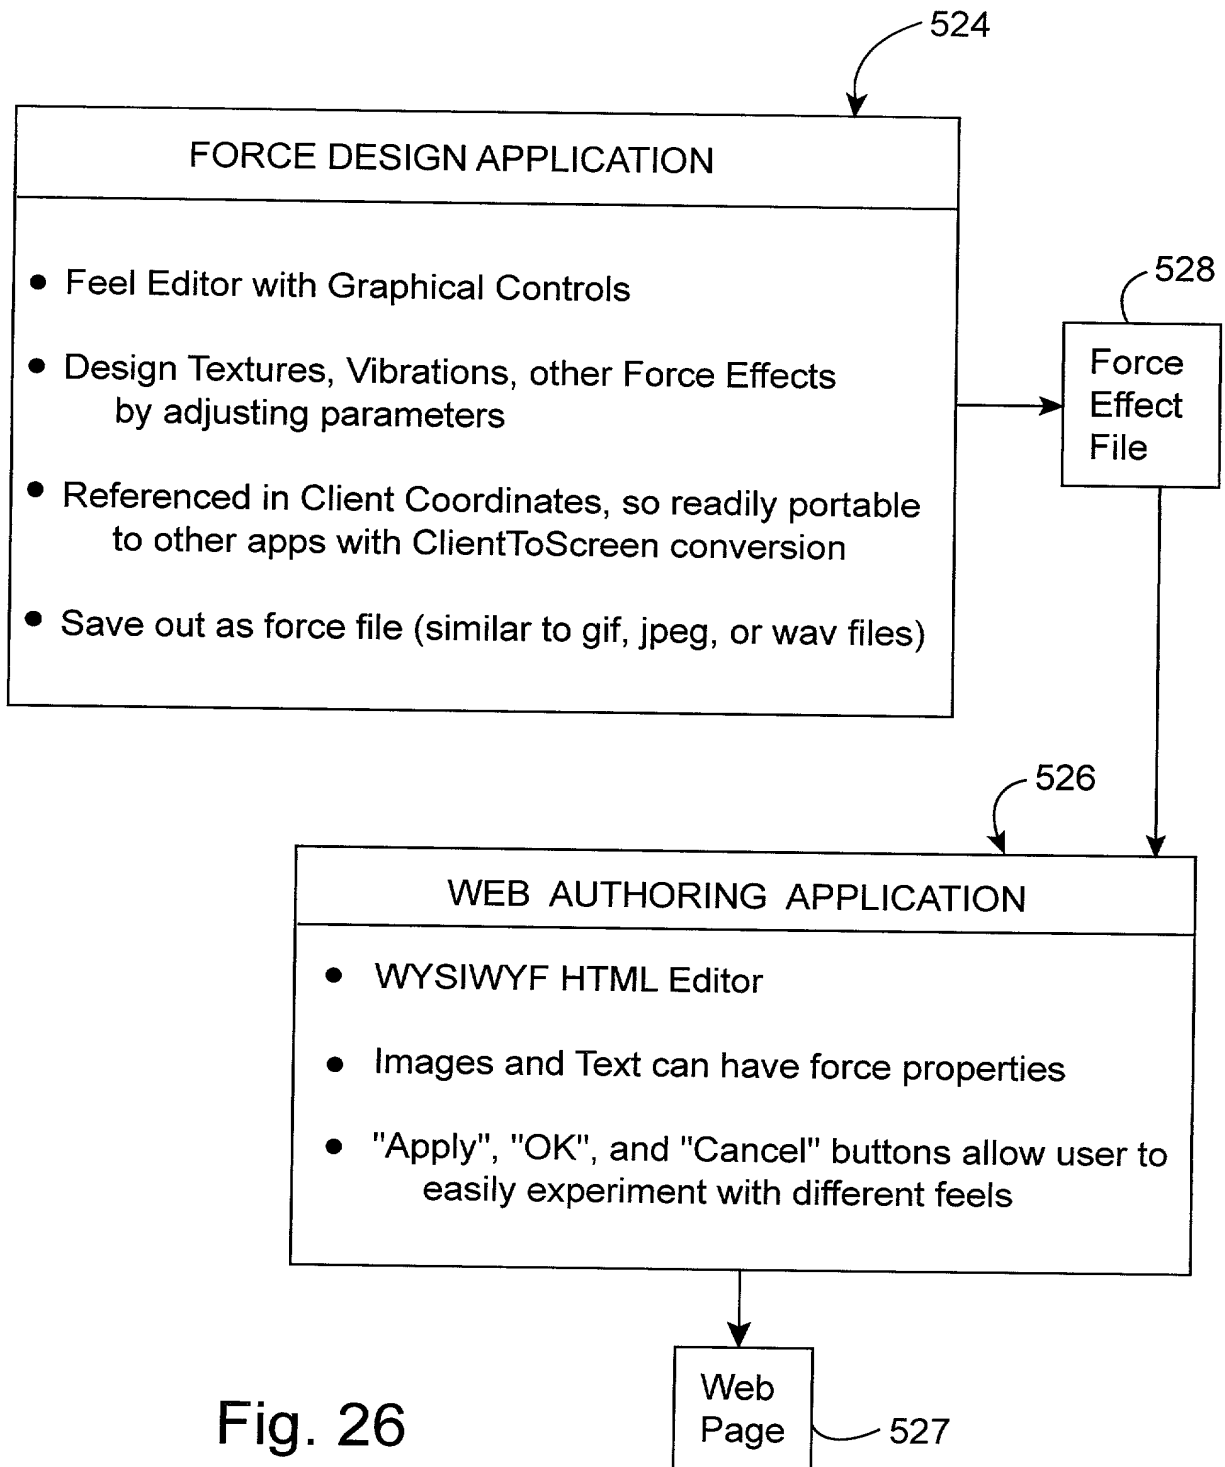 524
FORCE DESIGN APPLICATION
• Feel Editor with Graphical Controls
• Design Textures, Vibrations, other Force Effects
by adjusting parameters
• Referenced in Client Coordinates, so readily portable
to other apps with ClientToScreen conversion
• Save out as force file (similar to gif, jpeg, or wav files)
528
Force
Effect
File
526
WEB AUTHORING APPLICATION
• WYSIWYF HTML Editor
• Images and Text can have force properties
• "Apply", "OK", and "Cancel" buttons allow user to
easily experiment with different feels
Web
Page
527
Fig. 26